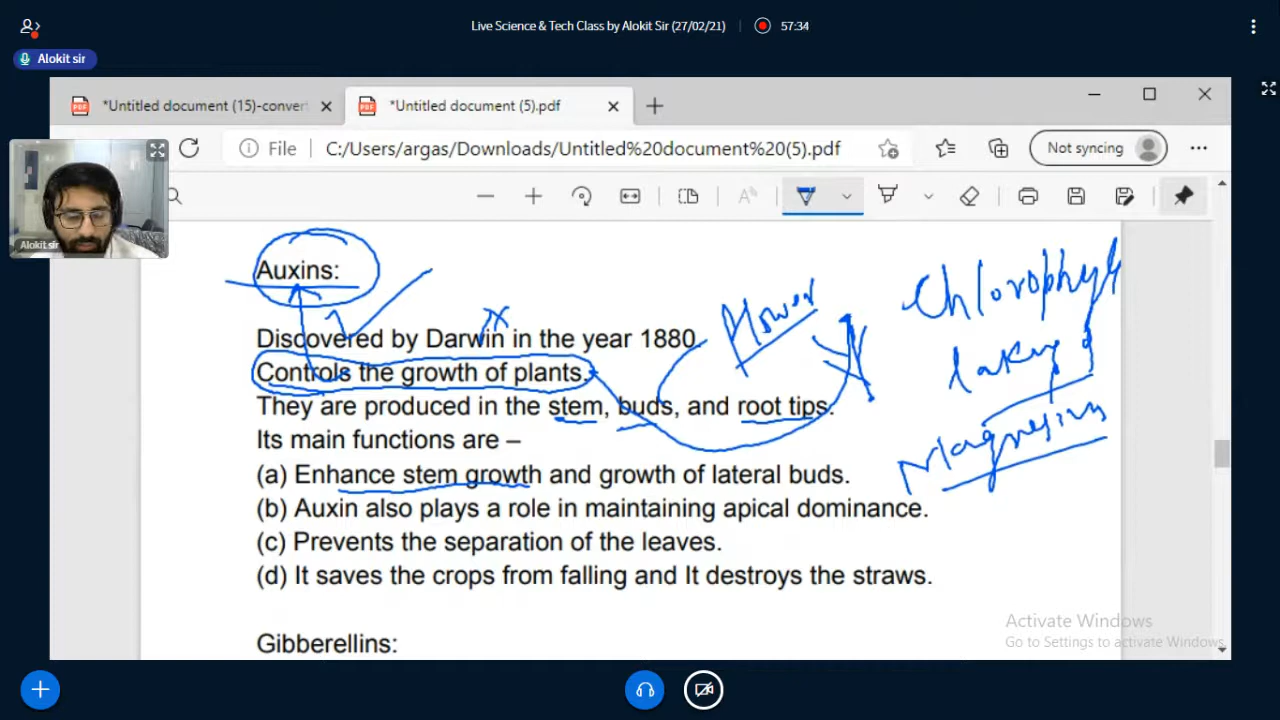 Live Science & Tech Class by Alokit Sir (27/02/21) 57:34
Alokit sir
*Untitled document (15)-conver
*Untitled document (5).pdf
File C:/Users/argas/Downloads/Untitled%20document%20(5).pdf
Not syncing
Alokit sir
Auxins:
Discovered by Darwin in the year 1880
Controls the growth of plants.
They are produced in the stem, buds, and root tips.
Its main functions are –
(a) Enhance stem growth and growth of lateral buds.
(b) Auxin also plays a role in maintaining apical dominance.
(c) Prevents the separation of the leaves.
(d) It saves the crops from falling and It destroys the straws.
Gibberellins:
flower
Chlorophyll
Activate Windows
Go to Settings to activate Windows.